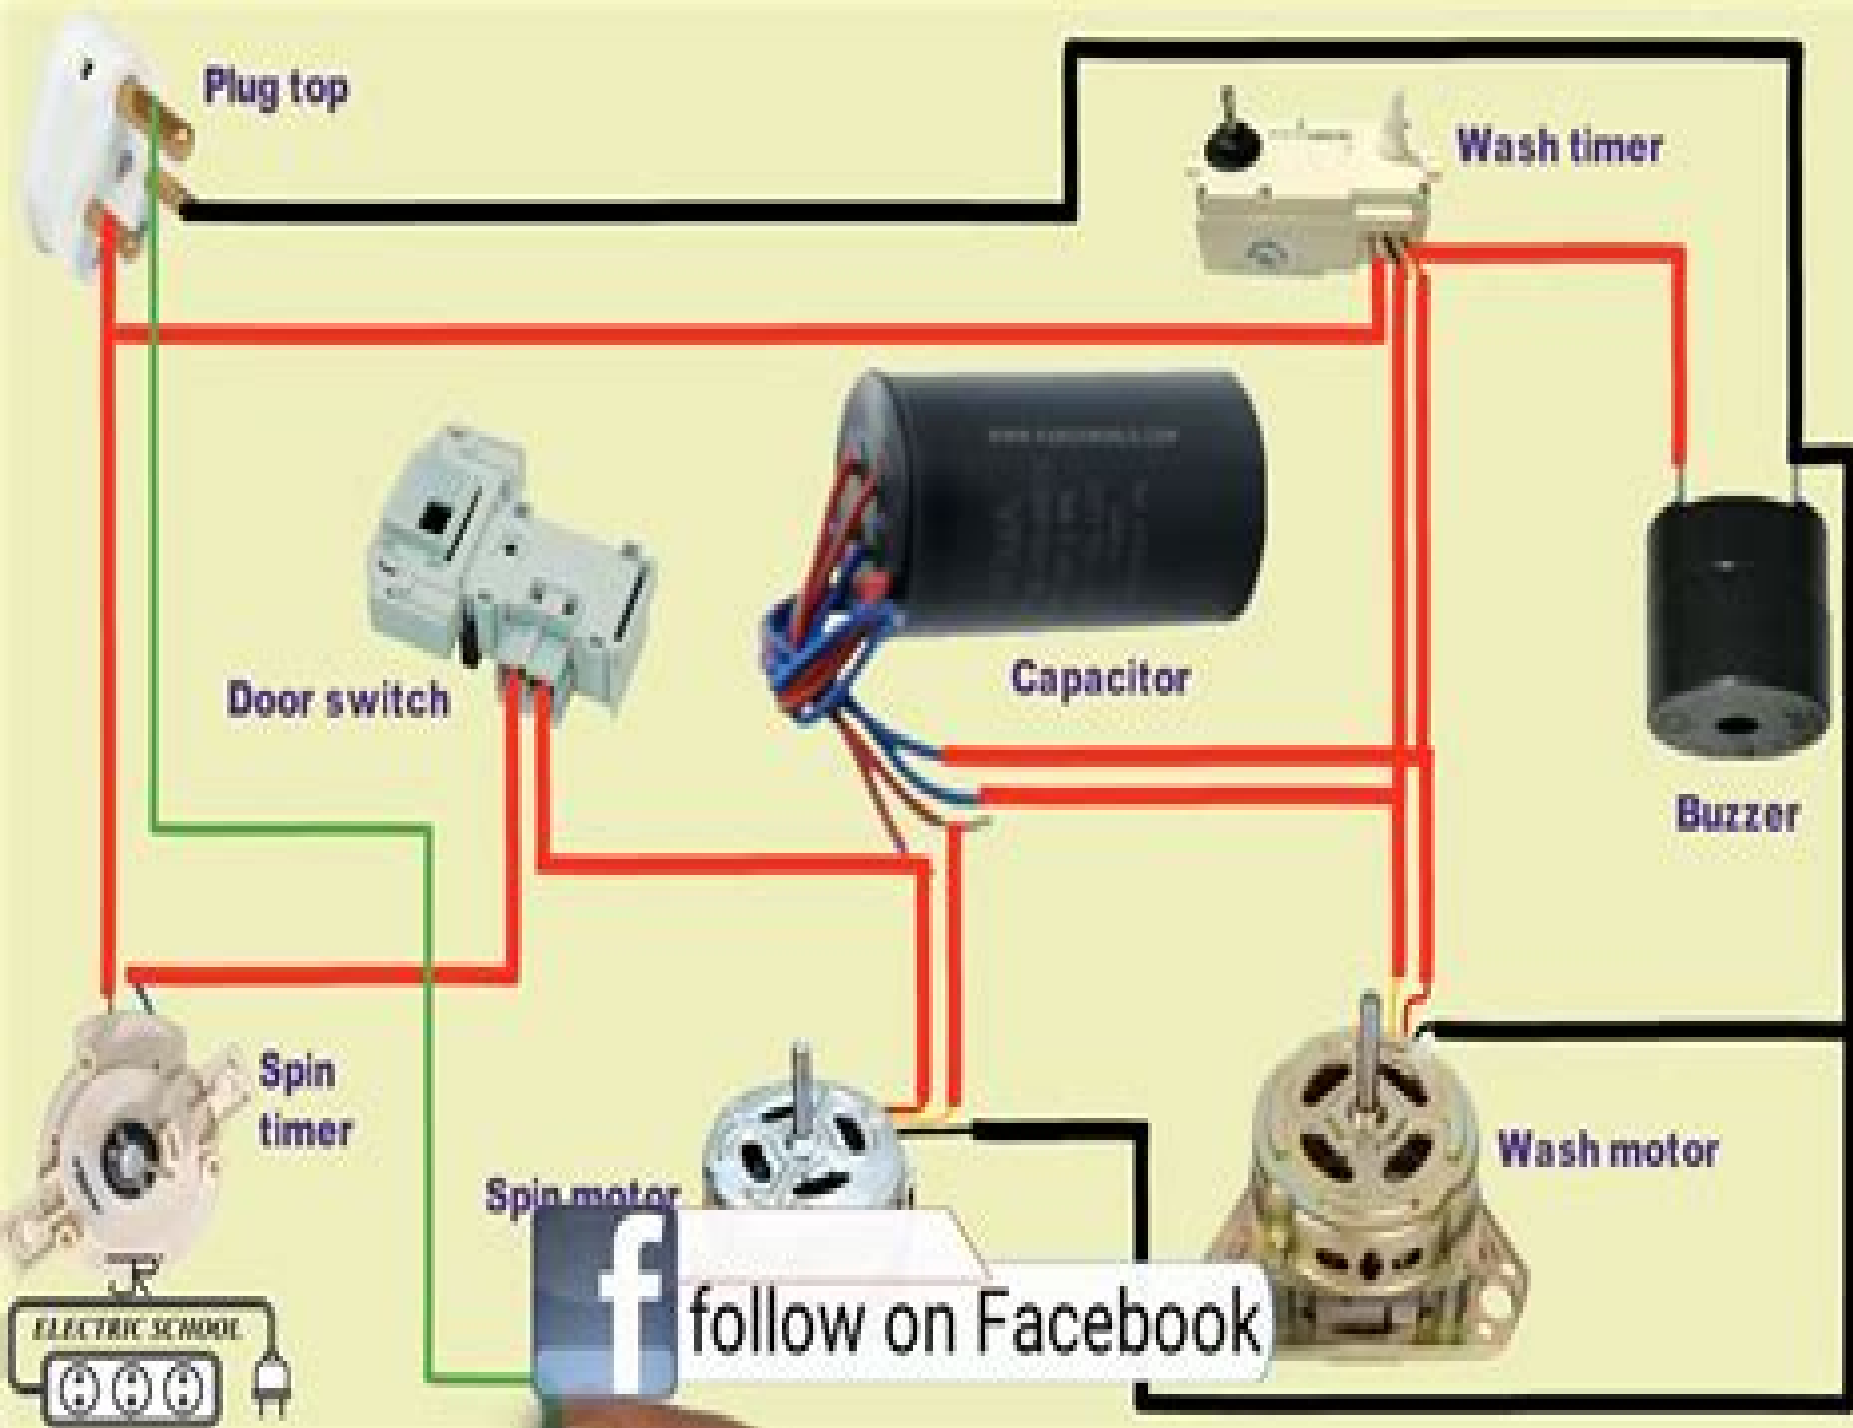 Plug top
Wash timer
Door switch
Capacitor
Buzzer
Spin
timer
Spin motor
Wash motor
JR
ELECTRIC SCHOOL
f
follow on Facebook